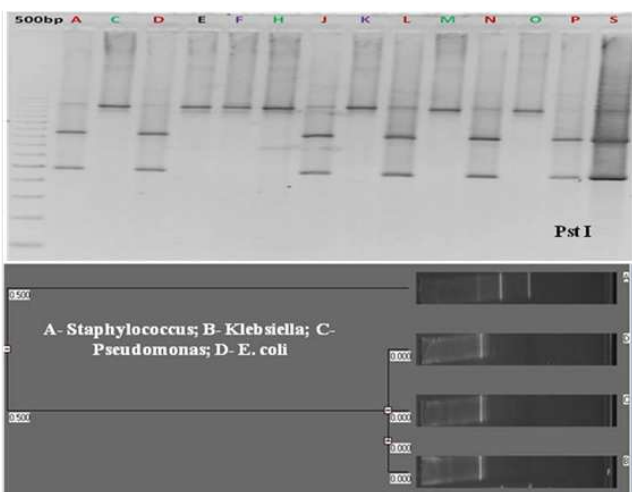 500bp A C D E F H J K L M N O P S
Pst I
0.500
A- Staphylococcus; B- Klebsiella; C-
Pseudomonas; D- E. coli
0.000
D
0.500
0.000
C
0.000
0.000
B